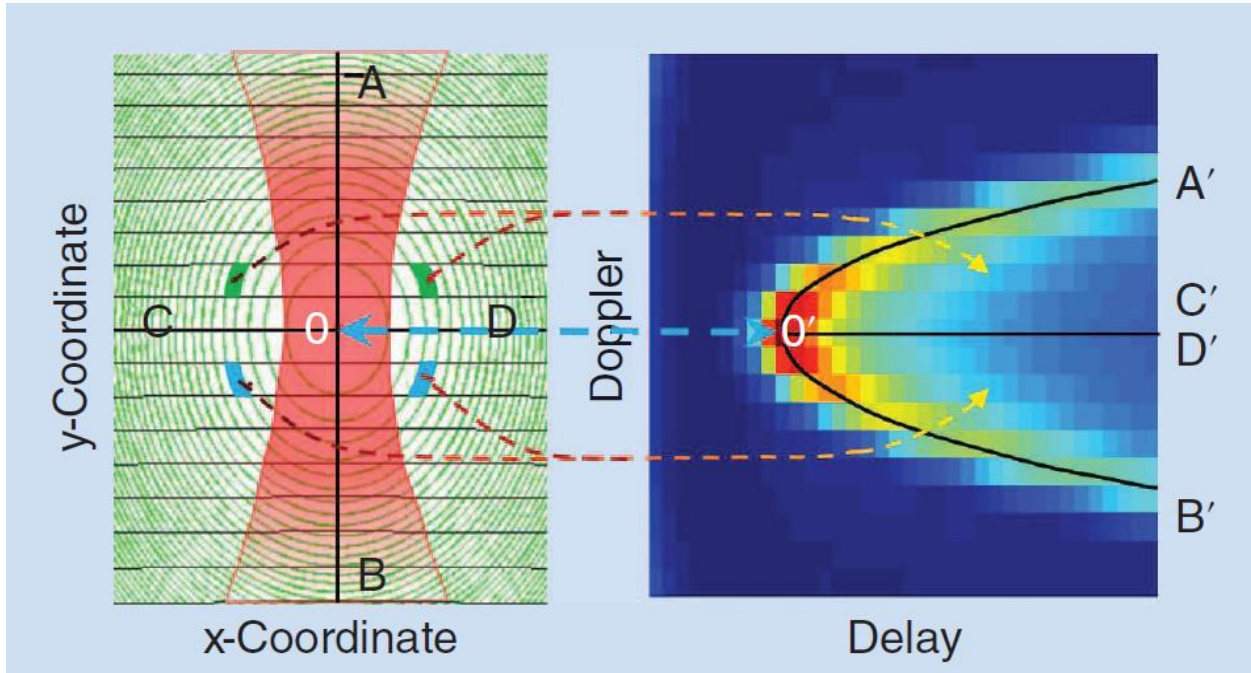 A
C
0
D
B
y-Coordinate
x-Coordinate
Doppler
0′
A′
C′
D′
B′
Delay